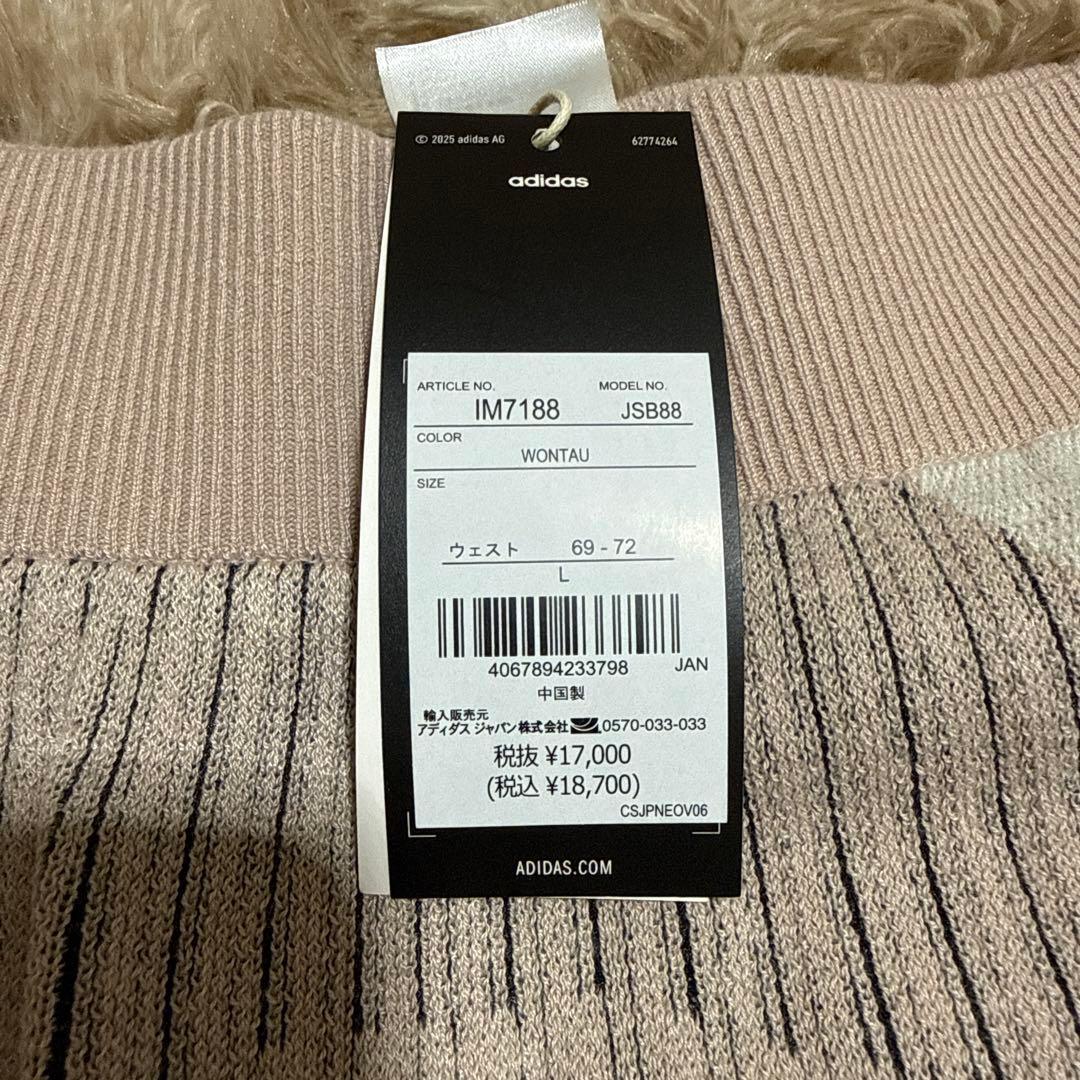 © 2025 adidas AG 62774264
adidas
ARTICLE NO. MODEL NO.
IM7188 JSB88
COLOR
WONTAU
SIZE
ウェスト 69 - 72
L
4067894233798 JAN
中国製
輸入販売元
アディダス ジャパン株式会社 0570-033-033
税抜 ¥17,000
(税込 ¥18,700)
CSJPNEOV06
ADIDAS.COM